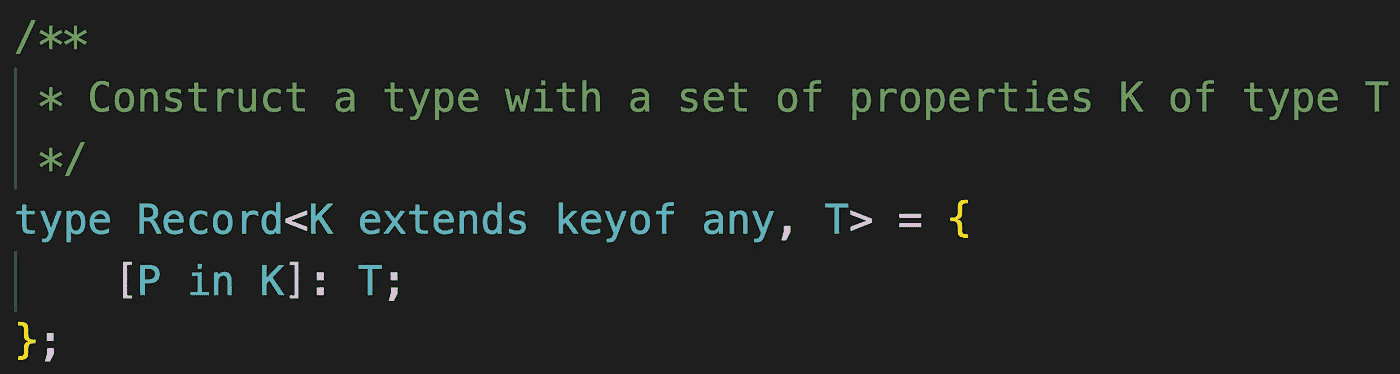 /**
 * Construct a type with a set of properties K of type T
 */
type Record<K extends keyof any, T> = {
    [P in K]: T;
};